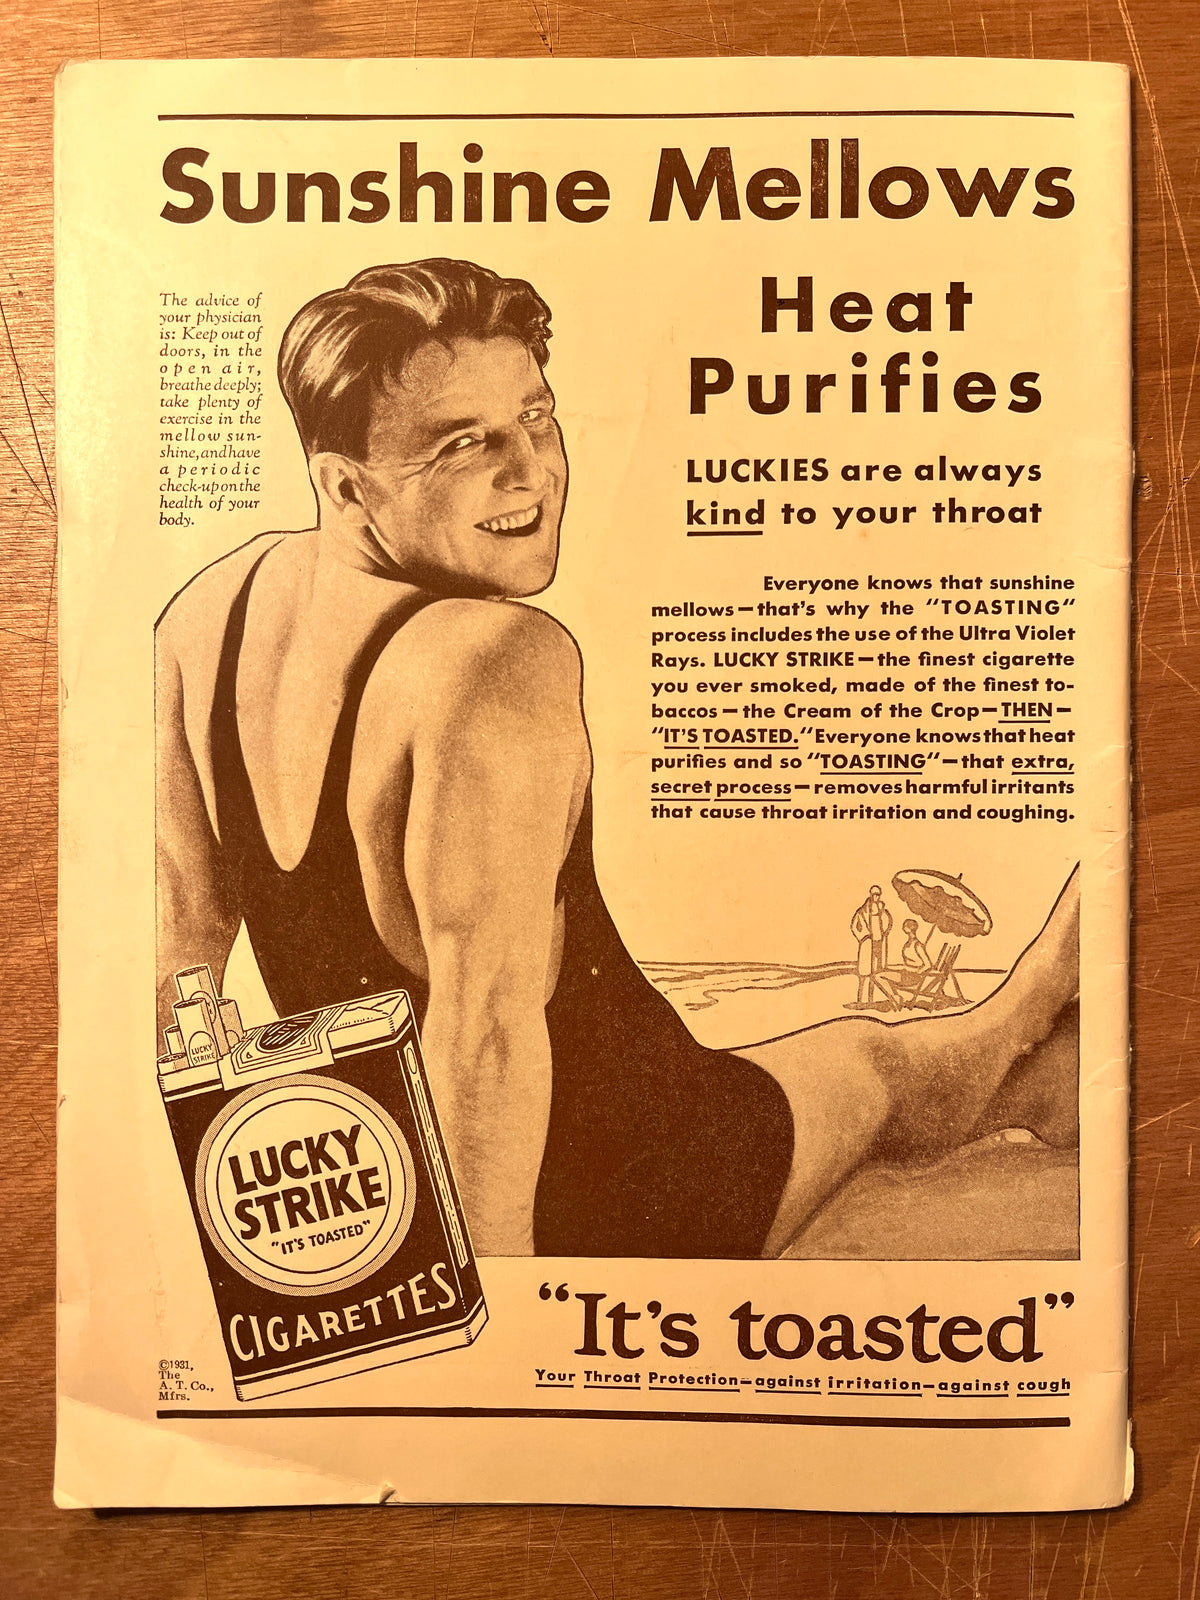 Sunshine Mellows
Heat
Purifies
LUCKIES are always
kind to your throat
The advice of
your physician
is: Keep out of
doors, in the
open air,
breathe deeply;
take plenty of
exercise in the
mellow sun-
shine, and have
a periodic
check-up on the
health of your
body.
Everyone knows that sunshine
mellows—that's why the "TOASTING"
process includes the use of the Ultra Violet
Rays. LUCKY STRIKE—the finest cigarette
you ever smoked, made of the finest to-
baccos—the Cream of the Crop—THEN—
"IT'S TOASTED." Everyone knows that heat
purifies and so "TOASTING"—that extra,
secret process—removes harmful irritants
that cause throat irritation and coughing.
LUCKY
STRIKE
LUCKY
STRIKE
"IT'S TOASTED"
CIGARETTES
"It's toasted"
Your Throat Protection—against irritation—against cough
©1931,
The
A. T. Co.,
Mfrs.